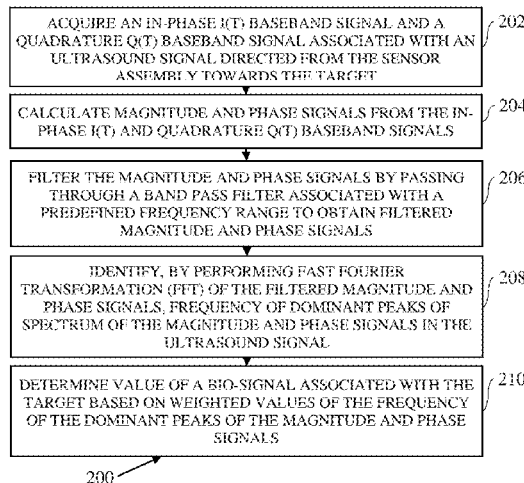 ACQUIRE AN IN-PHASE I(T) BASEBAND SIGNAL AND A
QUADRATURE Q(T) BASEBAND SIGNAL ASSOCIATED WITH AN
ULTRASOUND SIGNAL DIRECTED FROM THE SENSOR
ASSEMBLY TOWARDS THE TARGET
202
CALCULATE MAGNITUDE AND PHASE SIGNALS FROM THE IN-
PHASE I(T) AND QUADRATURE Q(T) BASEBAND SIGNALS
204
FILTER THE MAGNITUDE AND PHASE SIGNALS BY PASSING
THROUGH A BAND PASS FILTER ASSOCIATED WITH A
PREDEFINED FREQUENCY RANGE TO OBTAIN FILTERED
MAGNITUDE AND PHASE SIGNALS
206
IDENTIFY, BY PERFORMING FAST FOURIER
TRANSFORMATION (FFT) OF THE FILTERED MAGNITUDE AND
PHASE SIGNALS, FREQUENCY OF DOMINANT PEAKS OF
SPECTRUM OF THE MAGNITUDE AND PHASE SIGNALS IN THE
ULTRASOUND SIGNAL
208
DETERMINE VALUE OF A BIO-SIGNAL ASSOCIATED WITH THE
TARGET BASED ON WEIGHTED VALUES OF THE FREQUENCY
OF THE DOMINANT PEAKS OF THE MAGNITUDE AND PHASE
SIGNALS
210
200